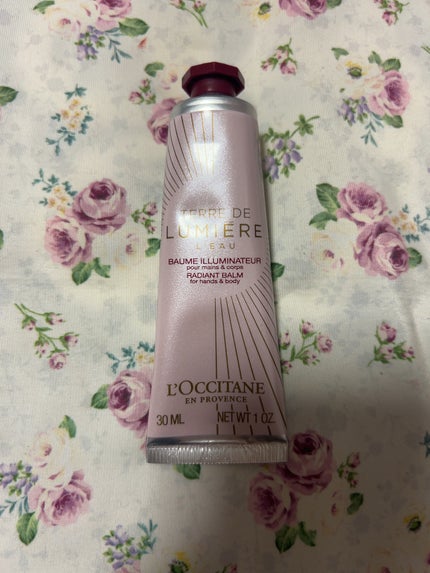 TERRE DE
LUMIÈRE
L'EAU
BAUME ILLUMINATEUR
pour mains & corps
RADIANT BALM
for hands & body
L'OCCITANE
EN PROVENCE
30 ML NET WT 1 OZ.